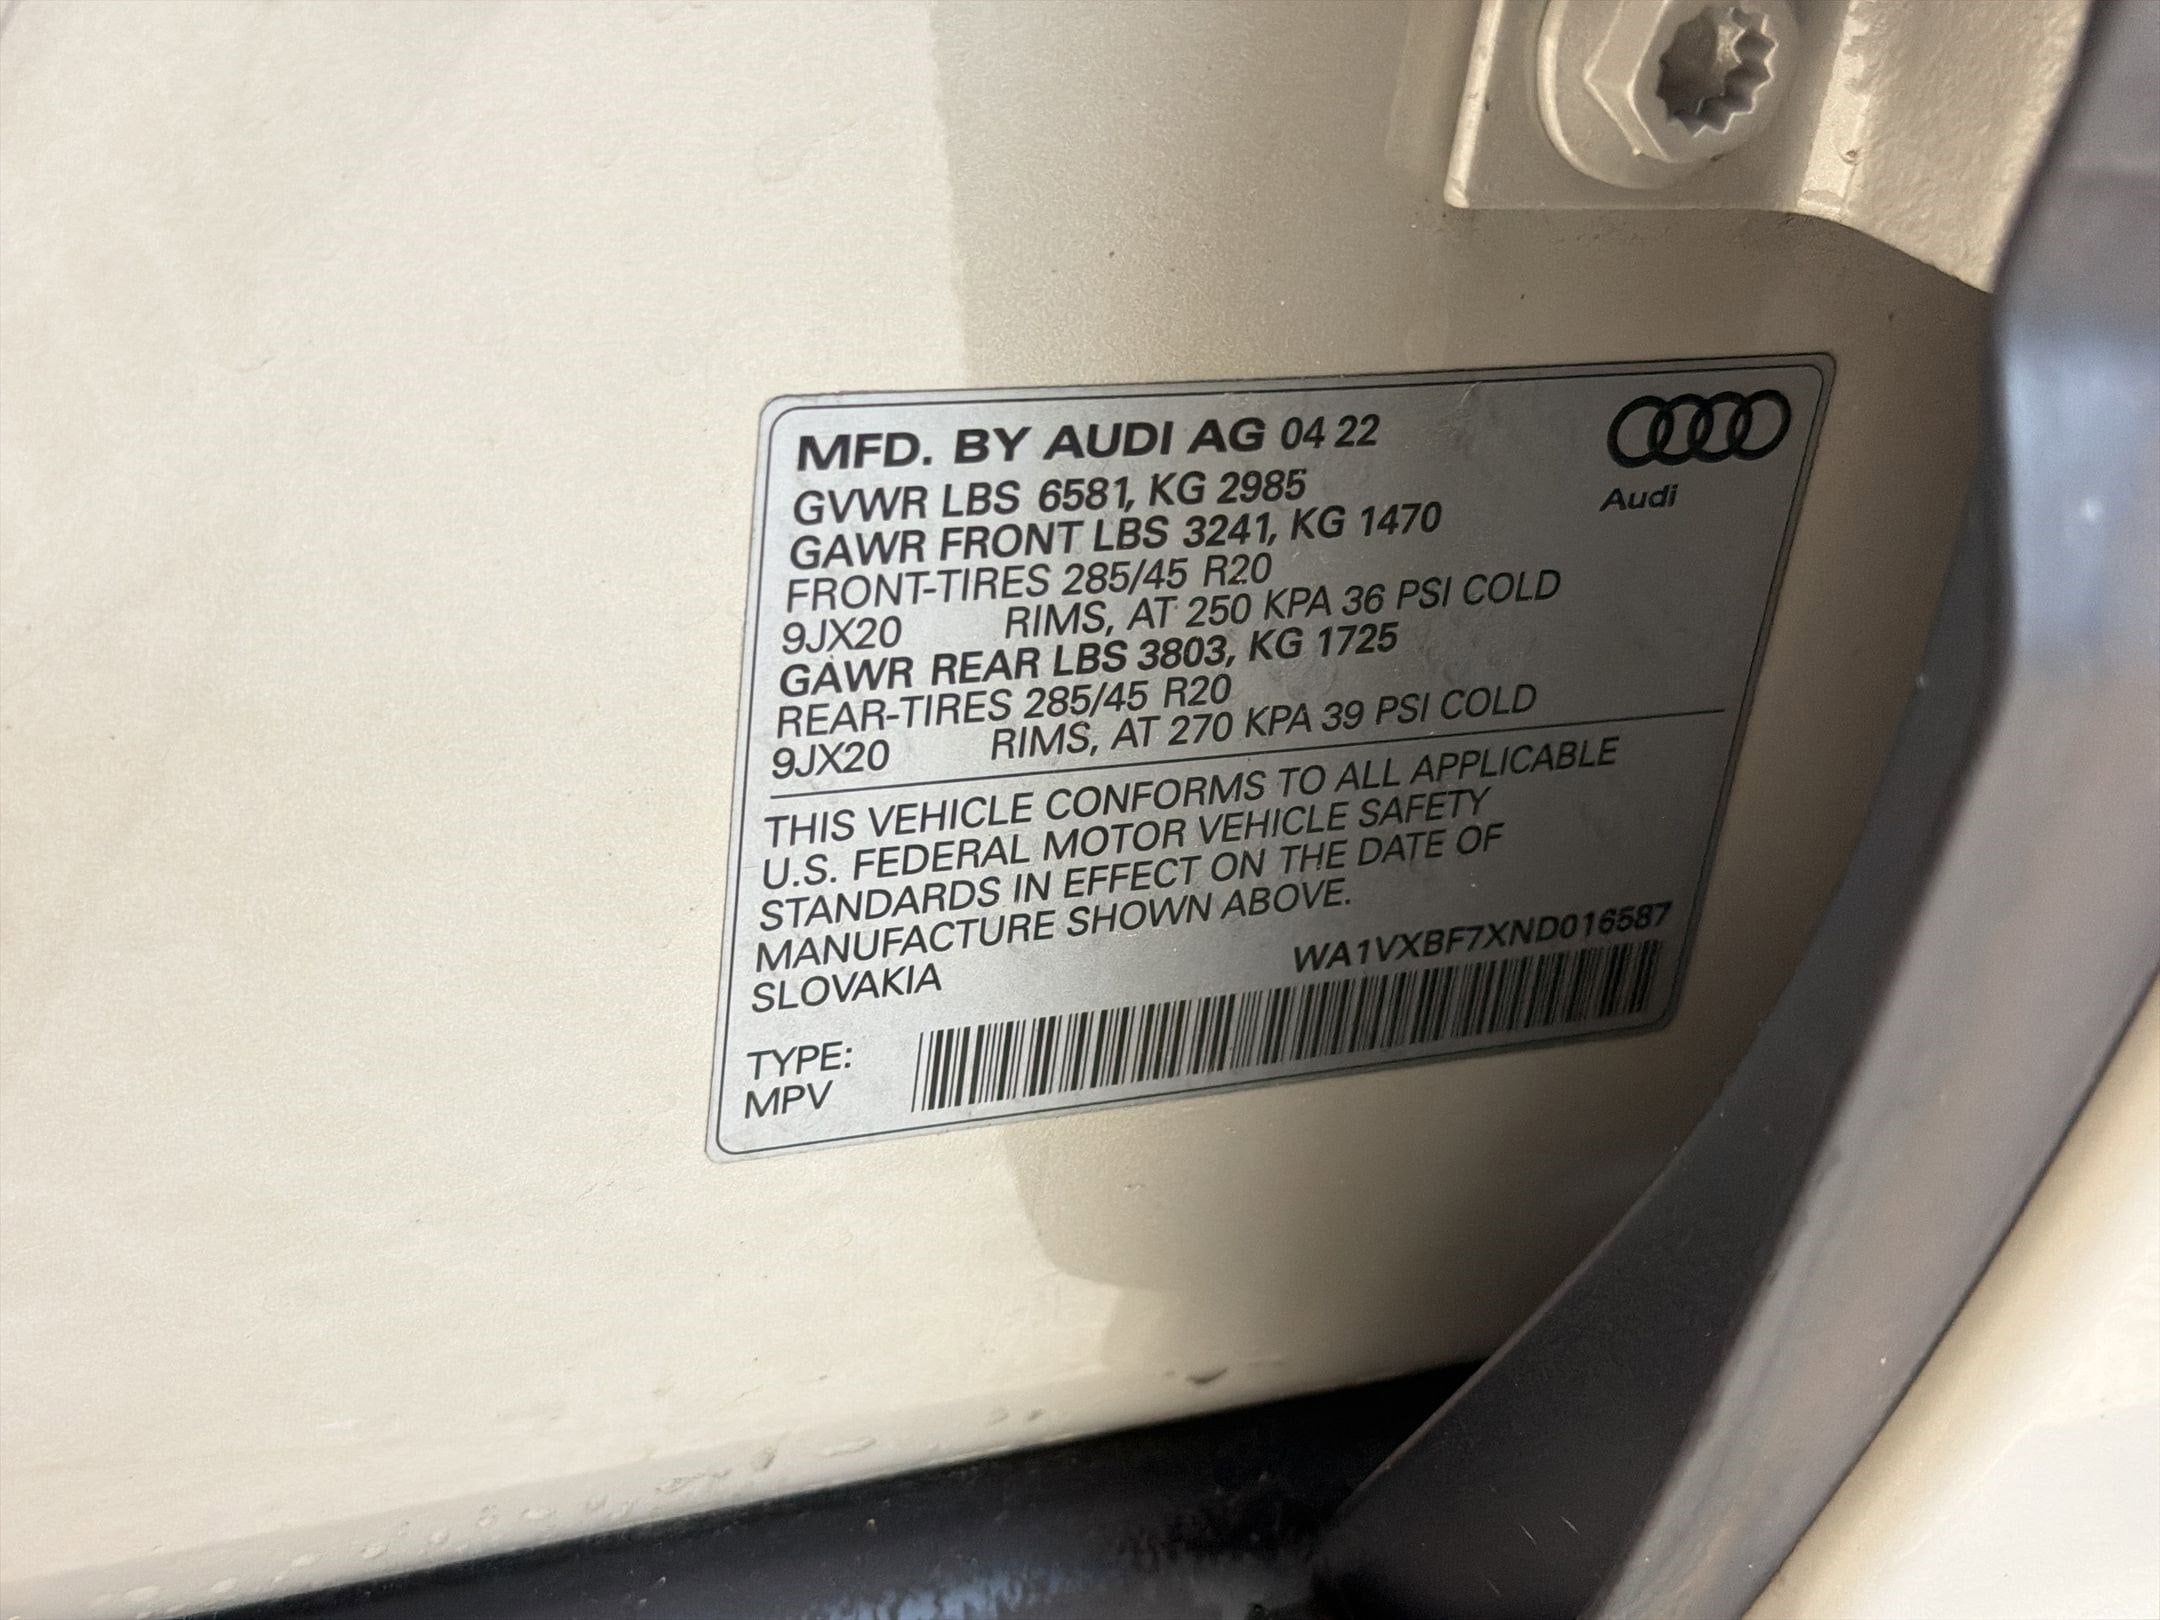 MFD. BY AUDI AG 04 22
Audi
GVWR LBS 6581, KG 2985
GAWR FRONT LBS 3241, KG 1470
FRONT-TIRES 285/45 R20
9JX20 RIMS, AT 250 KPA 36 PSI COLD
GAWR REAR LBS 3803, KG 1725
REAR-TIRES 285/45 R20
9JX20 RIMS, AT 270 KPA 39 PSI COLD
THIS VEHICLE CONFORMS TO ALL APPLICABLE
U.S. FEDERAL MOTOR VEHICLE SAFETY
STANDARDS IN EFFECT ON THE DATE OF
MANUFACTURE SHOWN ABOVE.
SLOVAKIA
WA1VXBF7XND016587
TYPE:
MPV